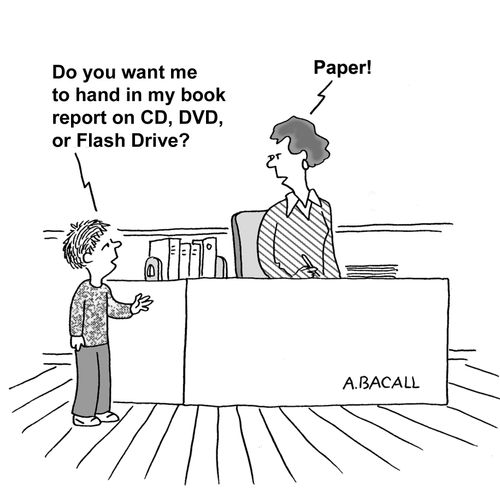 Do you want me
to hand in my book
report on CD, DVD,
or Flash Drive?
Paper!
A.BACALL